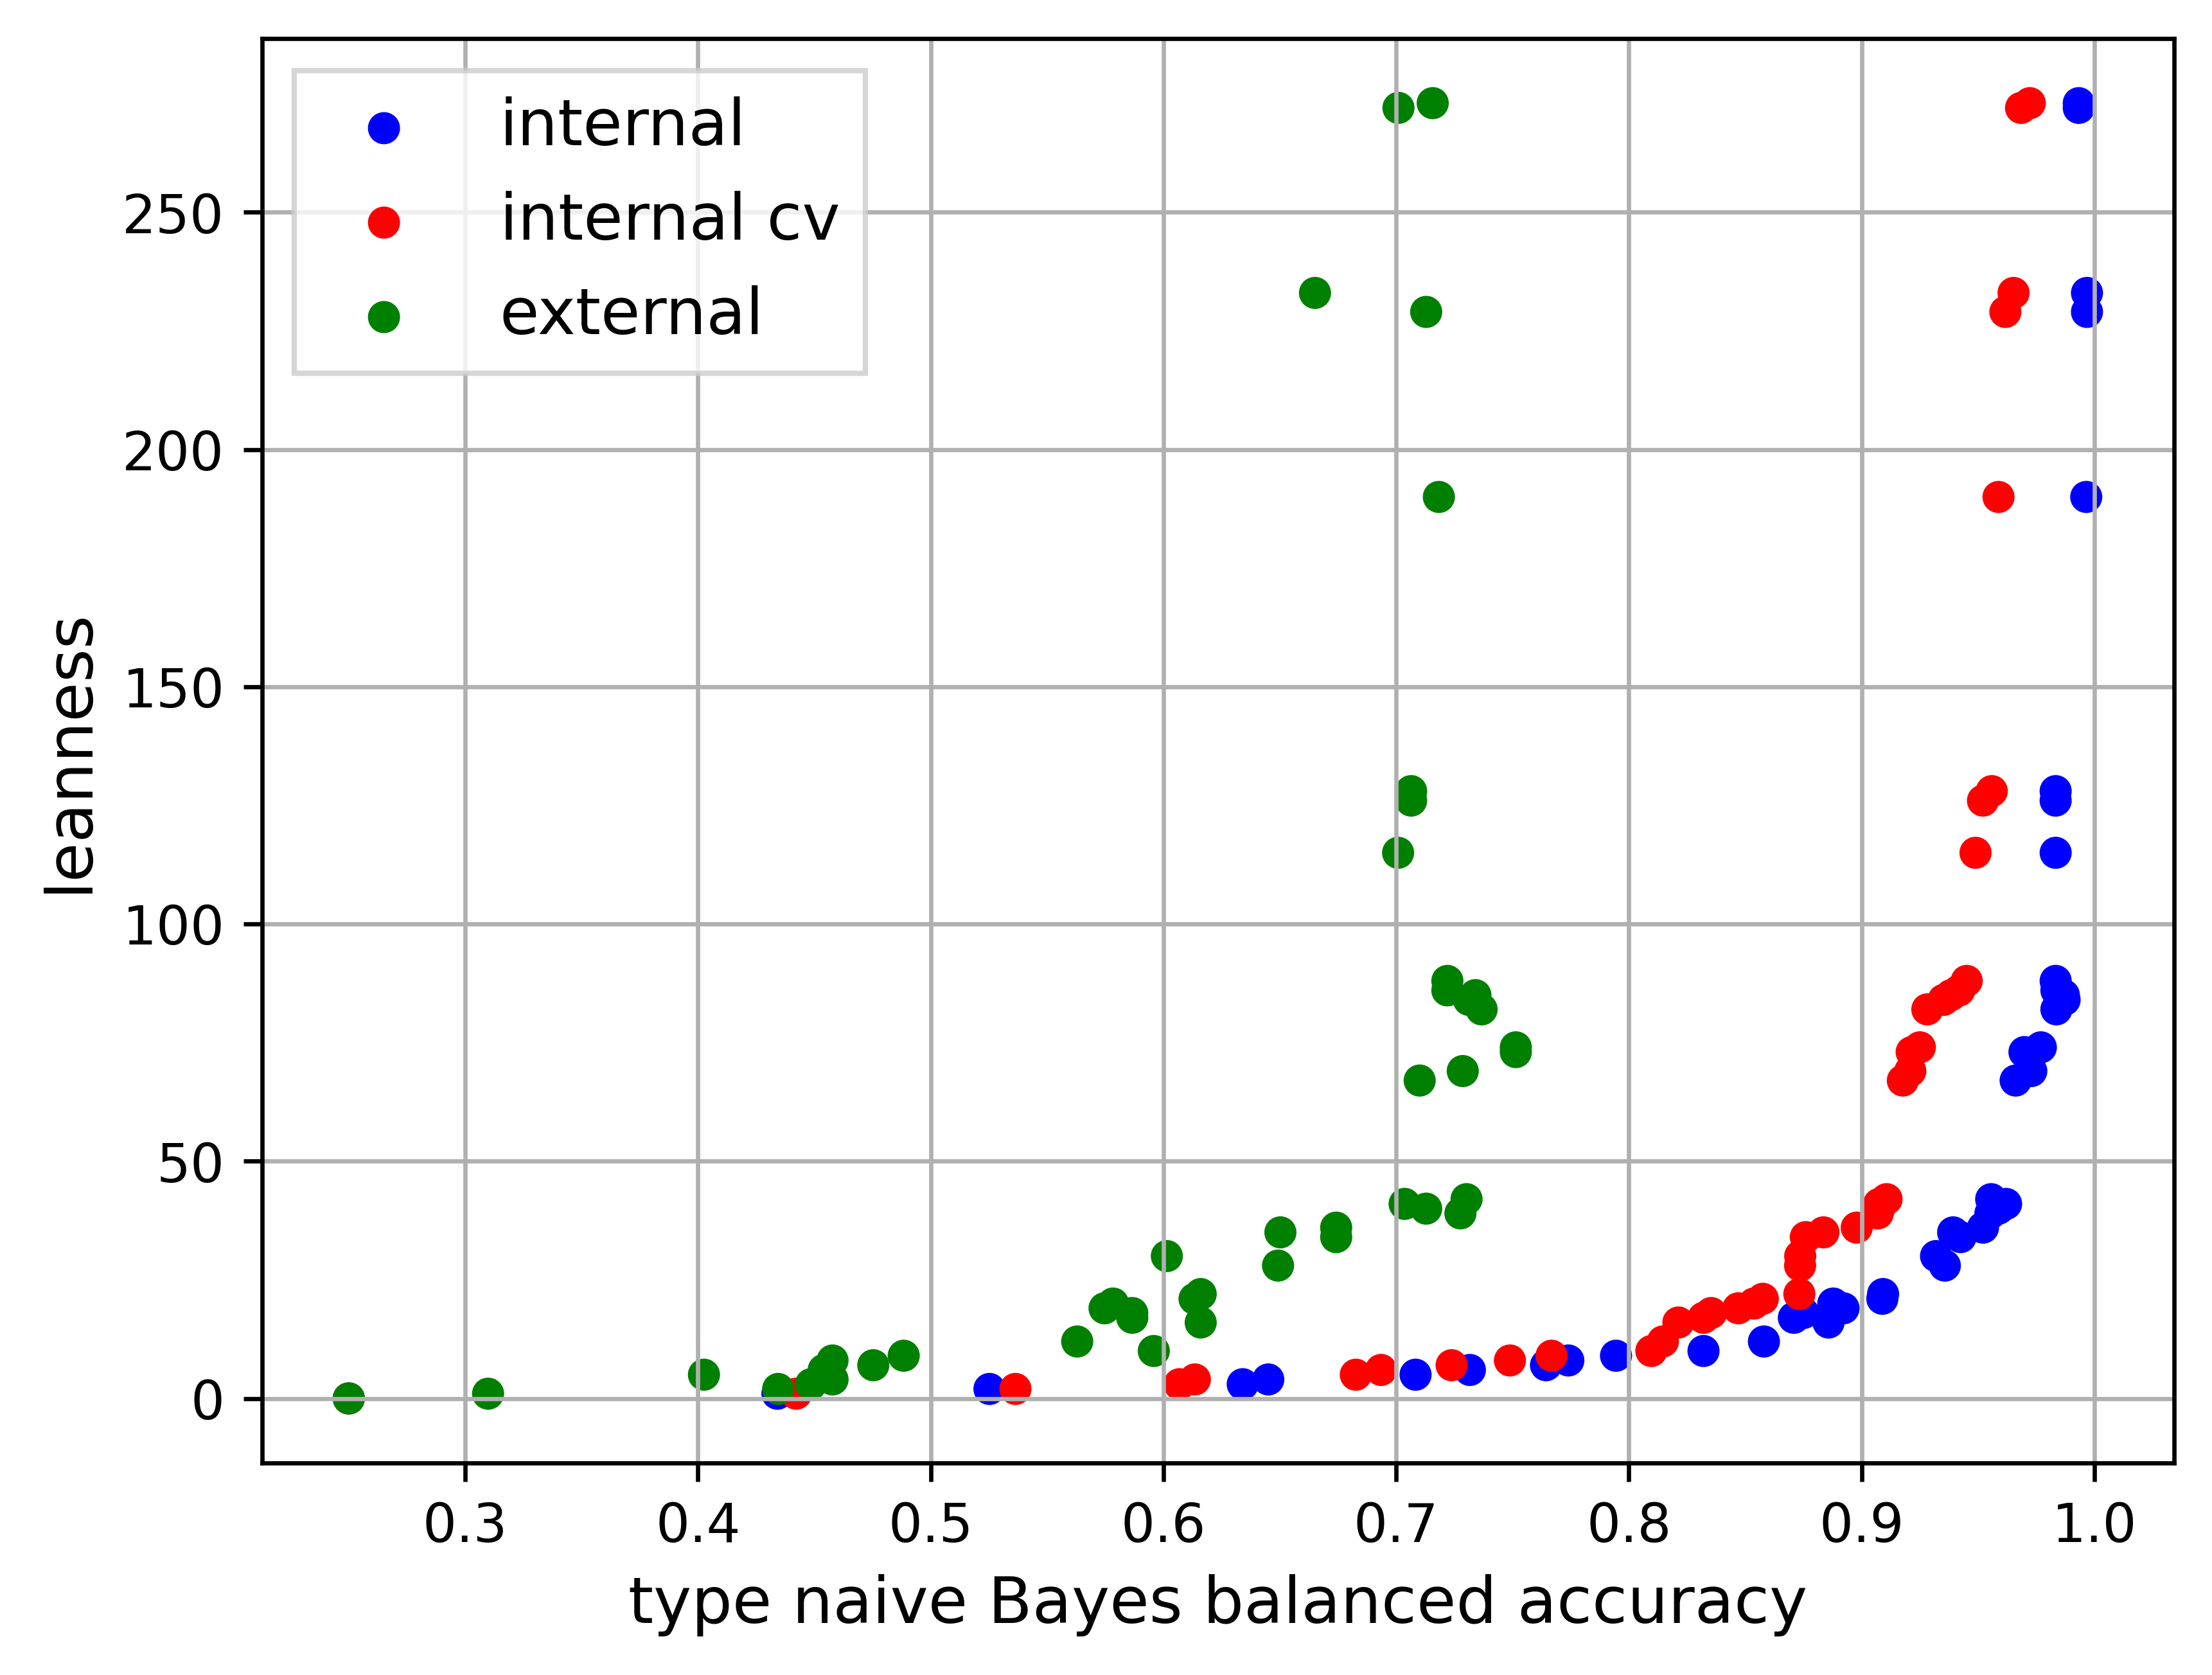 internal
internal cv
external
250
200
150
100
50
0
leanness
0.3 0.4 0.5 0.6 0.7 0.8 0.9 1.0
type naive Bayes balanced accuracy